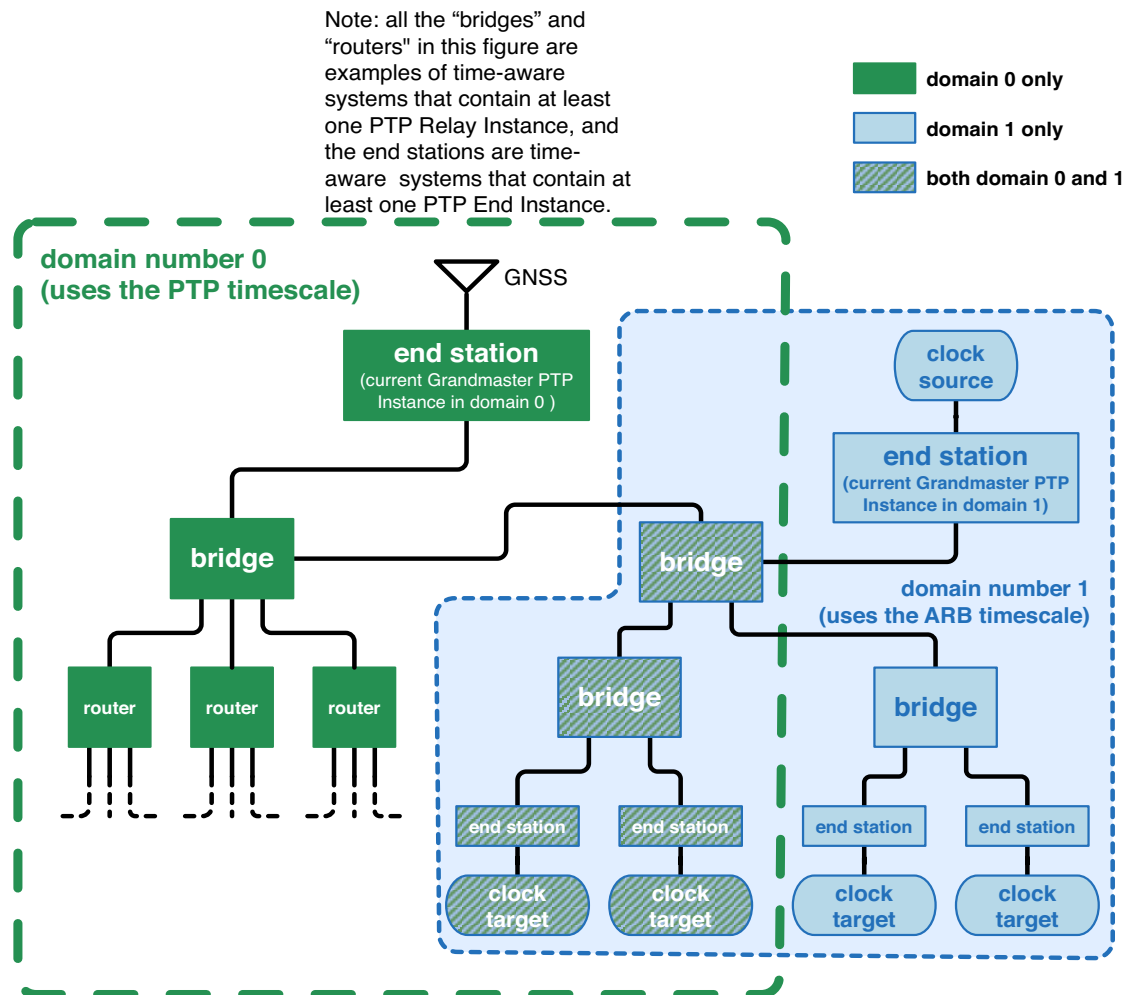 Note: all the “bridges” and
“routers" in this figure are
examples of time-aware
systems that contain at least
one PTP Relay Instance, and
the end stations are time-
aware  systems that contain at
least one PTP End Instance.
domain 0 only
domain 1 only
both domain 0 and 1
domain number 0
(uses the PTP timescale)
GNSS
end station
(current Grandmaster PTP
Instance in domain 0 )
clock
source
end station
(current Grandmaster PTP
Instance in domain 1)
bridge
bridge
domain number 1
(uses the ARB timescale)
router
router
router
bridge
bridge
end station
end station
end station
end station
clock
target
clock
target
clock
target
clock
target